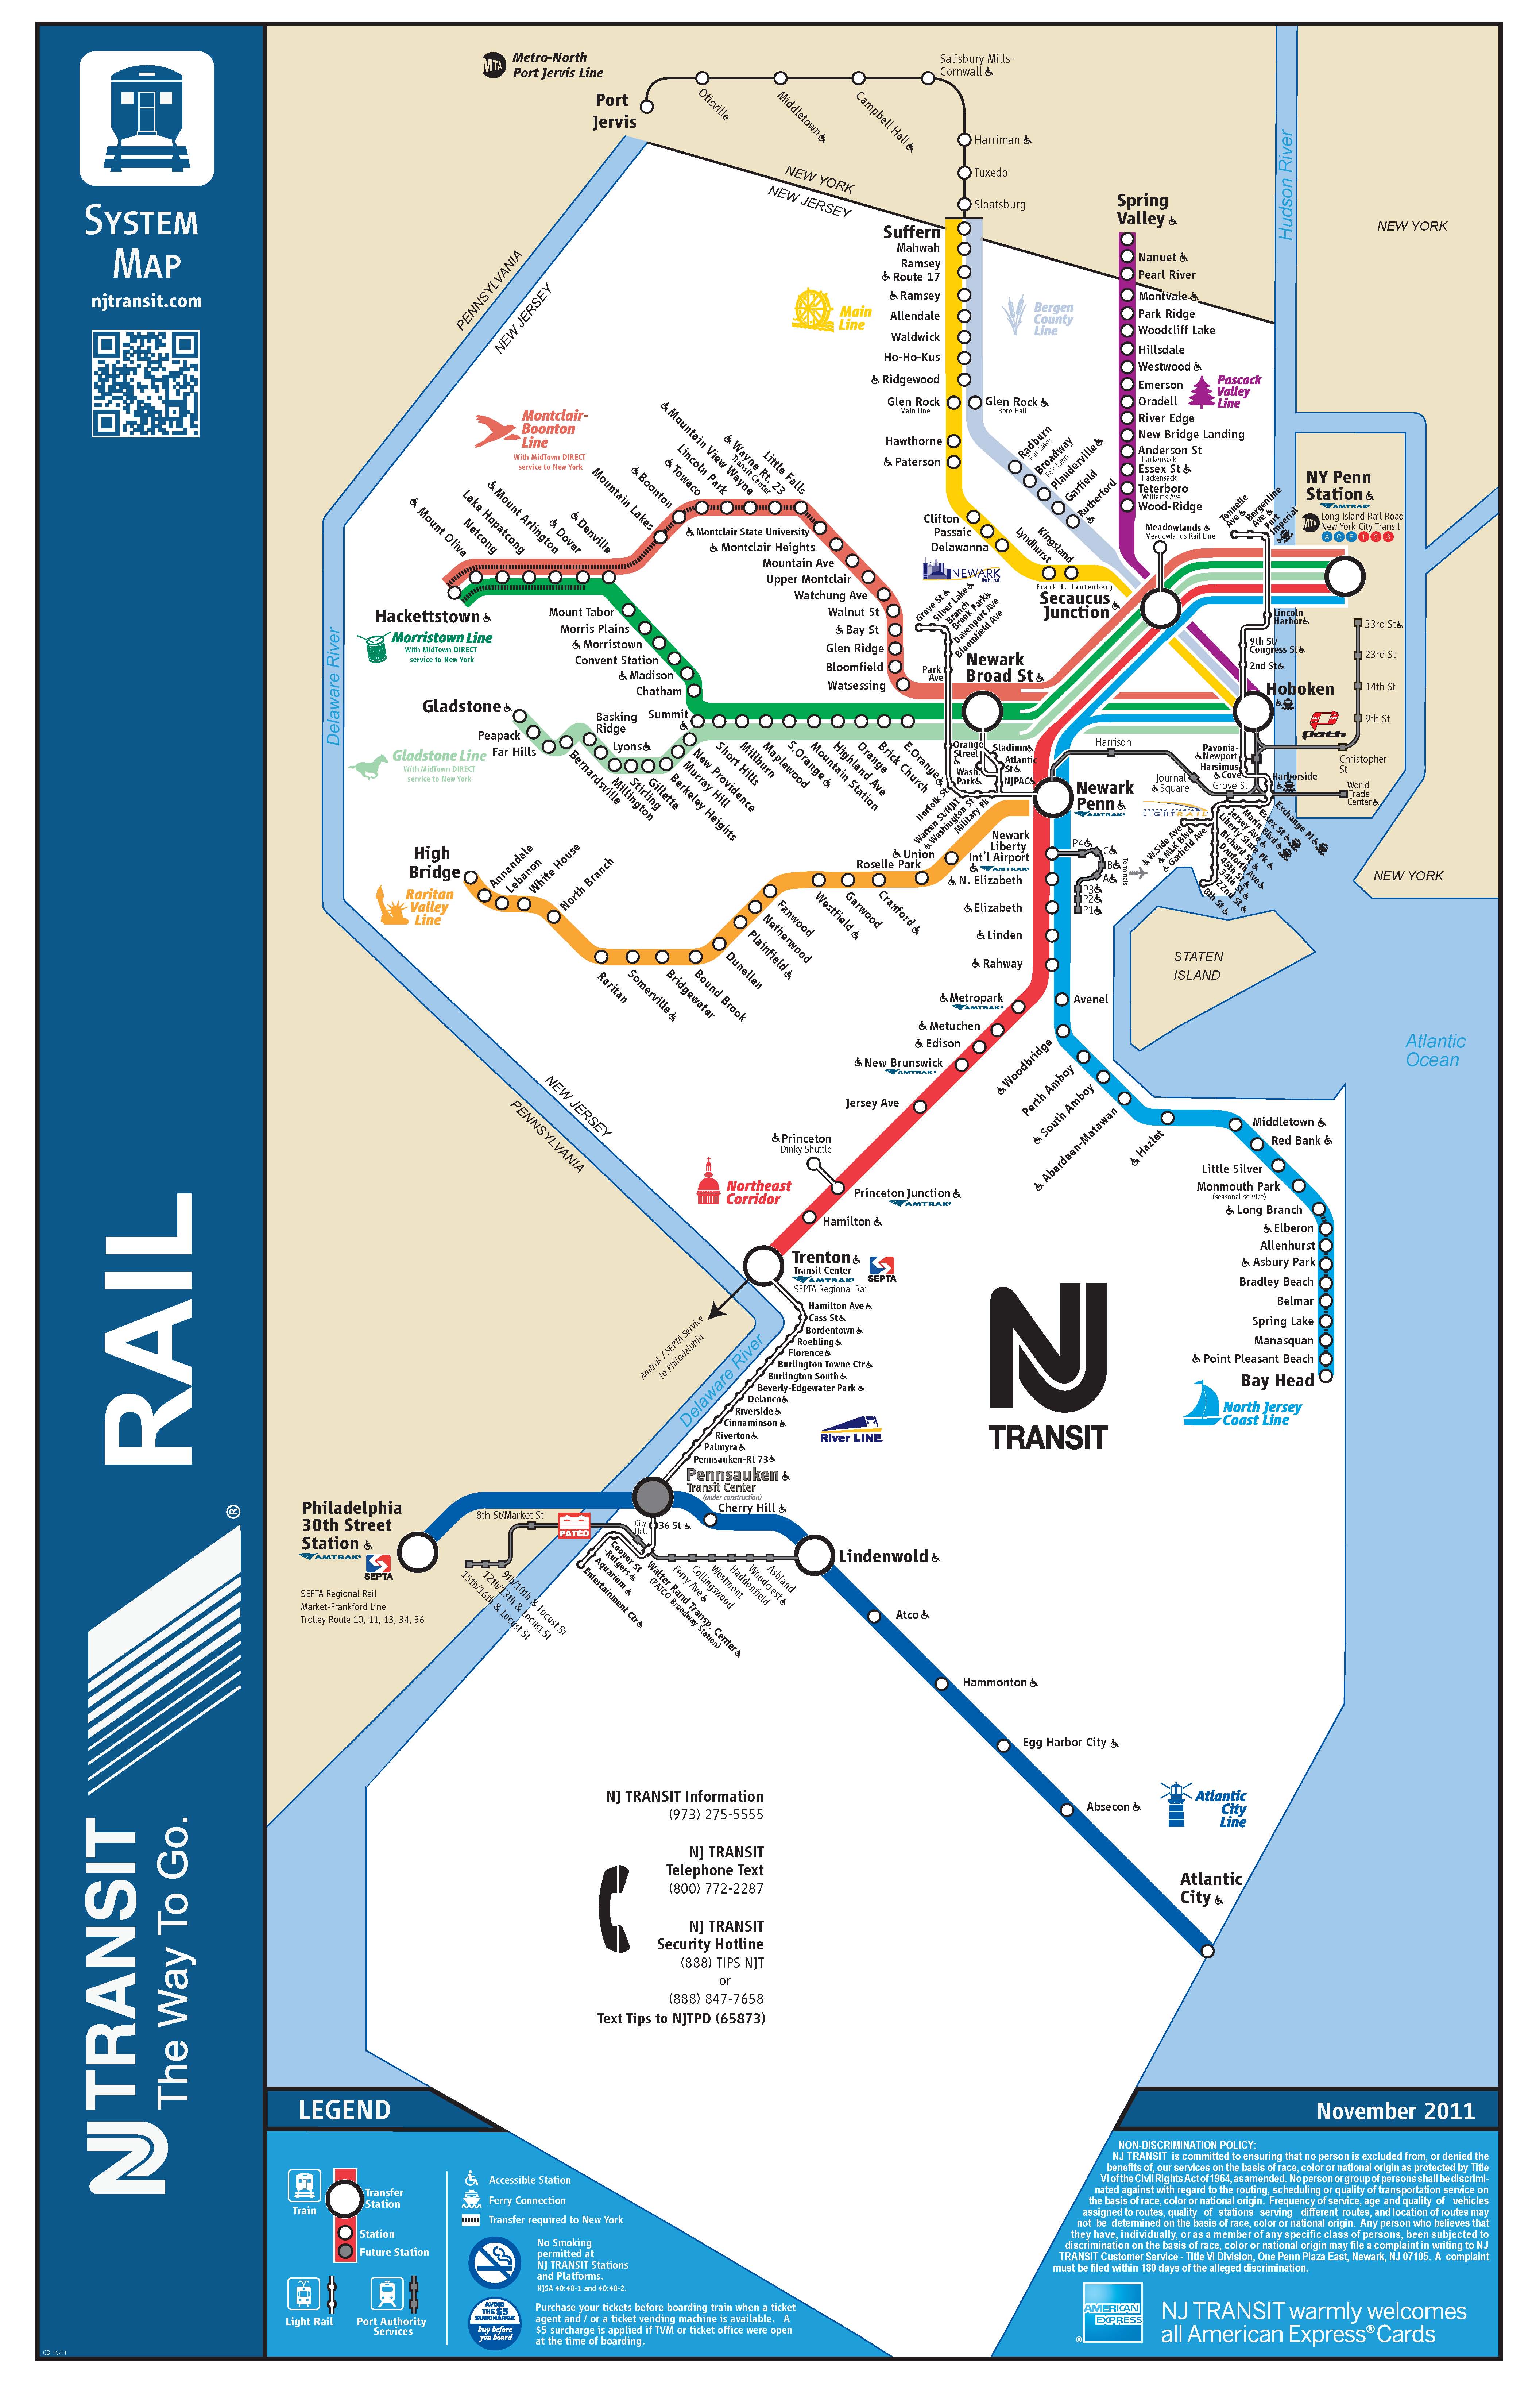 SYSTEM
MAP
njtransit.com
RAIL
®
NJ TRANSIT
The Way To Go.
CB 10/11
MTA
Metro-North
Port Jervis Line
Port
Jervis
Otisville
Middletown
Campbell Hall
Salisbury Mills-
Cornwall
Harriman
Tuxedo
Sloatsburg
NEW YORK
NEW JERSEY
PENNSYLVANIA
NEW JERSEY
Hudson River
NEW YORK
Suffern
Mahwah
Ramsey
Route 17
Ramsey
Allendale
Waldwick
Ho-Ho-Kus
Ridgewood
Glen Rock
Main Line
Hawthorne
Paterson
Clifton
Passaic
Delawanna
Lyndhurst
Kingsland
Main
Line
Bergen
County
Line
Glen Rock
Boro Hall
Radburn
Fair Lawn
Broadway
Fair Lawn
Plauderville
Garfield
Rutherford
Spring
Valley
Nanuet
Pearl River
Montvale
Park Ridge
Woodcliff Lake
Hillsdale
Westwood
Emerson
Oradell
River Edge
New Bridge Landing
Anderson St
Hackensack
Essex St
Hackensack
Teterboro
Williams Ave
Wood-Ridge
Pascack
Valley
Line
Meadowlands
Meadowlands Rail Line
Frank R. Lautenberg
Secaucus
Junction
NY Penn
Station
AMTRAK
MTA
Long Island Rail Road
New York City Transit
A C E 1 2 3
Tonnelle
Ave
Bergenline
Ave
Port
Imperial
Lincoln
Harbor
9th St/
Congress St
2nd St
Hoboken
path
33rd St
23rd St
14th St
9th St
Christopher
St
World
Trade
Center
Pavonia-
Newport
Harsimus
Cove
Grove St
Harborside
Journal
Square
Harrison
Exchange Pl
Essex St
Marin Blvd
Jersey Ave
Liberty State Pk
Richard St
Danforth Ave
45th St
34th St
22nd St
8th St
W.Side Ave
MLK Blvd
Garfield Ave
Montclair-
Boonton
Line
With MidTown DIRECT
service to New York
Mount Olive
Netcong
Lake Hopatcong
Mount Arlington
Dover
Denville
Mountain Lakes
Boonton
Towaco
Lincoln Park
Mountain View Wayne
Wayne Rt. 23
Transit Center
Little Falls
Montclair State University
Montclair Heights
Mountain Ave
Upper Montclair
Watchung Ave
Walnut St
Bay St
Glen Ridge
Bloomfield
Watsessing
Hackettstown
Morristown Line
With MidTown DIRECT
service to New York
Mount Tabor
Morris Plains
Morristown
Convent Station
Madison
Chatham
Summit
Short Hills
Millburn
Maplewood
S.Orange
Mountain Station
Highland Ave
Orange
Brick Church
E.Orange
Newark
Broad St
NEWARK
light rail
Grove St
Silver Lake
Branch
Brook Park
Davenport Ave
Bloomfield Ave
Park
Ave
Orange
Street
Stadium
Atlantic
St
Wash.
Park
NJPAC
Norfolk St
Warren St/NJIT
Washington St
Military Pk
Newark
Penn
AMTRAK
Gladstone
Peapack
Far Hills
Bernardsville
Basking
Ridge
Lyons
Millington
Stirling
Gillette
Berkeley Heights
Murray Hill
New Providence
Gladstone Line
With MidTown DIRECT
service to New York
Delaware River
High
Bridge
Raritan
Valley
Line
Annandale
Lebanon
White House
North Branch
Raritan
Somerville
Bridgewater
Bound Brook
Dunellen
Plainfield
Netherwood
Fanwood
Westfield
Garwood
Cranford
Roselle Park
Union
Newark
Liberty
Int'l Airport
AMTRAK
P4
C
B
A
Terminals
P3
P2
P1
N. Elizabeth
Elizabeth
Linden
Rahway
Metropark
AMTRAK
Metuchen
Edison
New Brunswick
AMTRAK
Jersey Ave
Princeton
Dinky Shuttle
Princeton Junction
AMTRAK
Hamilton
Northeast
Corridor
Trenton
Transit Center
AMTRAK
SEPTA
SEPTA Regional Rail
Amtrak / SEPTA Service
to Philadelphia
NEW JERSEY
PENNSYLVANIA
NEW YORK
STATEN
ISLAND
Atlantic
Ocean
Avenel
Woodbridge
Perth Amboy
South Amboy
Aberdeen-Matawan
Hazlet
Middletown
Red Bank
Little Silver
Monmouth Park
(seasonal service)
Long Branch
Elberon
Allenhurst
Asbury Park
Bradley Beach
Belmar
Spring Lake
Manasquan
Point Pleasant Beach
Bay Head
North Jersey
Coast Line
NJ
TRANSIT
Hamilton Ave
Cass St
Bordentown
Roebling
Florence
Burlington Towne Ctr
Burlington South
Beverly-Edgewater Park
Delanco
Riverside
Cinnaminson
Riverton
Palmyra
Pennsauken-Rt 73
Delaware River
River LINE
Pennsauken
Transit Center
(under construction)
36 St
Cherry Hill
Lindenwold
Philadelphia
30th Street
Station
AMTRAK
SEPTA
SEPTA Regional Rail
Market-Frankford Line
Trolley Route 10, 11, 13, 34, 36
8th St/Market St
PATCO
City
Hall
9th/10th & Locust St
12th/13th & Locust St
15th/16th & Locust St
Cooper St
-Rutgers
Aquarium
Entertainment Ctr
Walter Rand Transp. Center
(PATCO Broadway Station)
Ferry Ave
Collingswood
Westmont
Haddonfield
Woodcrest
Ashland
Atco
Hammonton
Egg Harbor City
Absecon
Atlantic
City
Atlantic
City
Line
NJ TRANSIT Information
(973) 275-5555
NJ TRANSIT
Telephone Text
(800) 772-2287
NJ TRANSIT
Security Hotline
(888) TIPS NJT
or
(888) 847-7658
Text Tips to NJTPD (65873)
LEGEND
Train
Transfer
Station
Station
Future Station
Light Rail
Port Authority
Services
Accessible Station
Ferry Connection
Transfer required to New York
No Smoking
permitted at
NJ TRANSIT Stations
and Platforms.
NJSA 40:48-1 and 40:48-2.
AVOID
THE $5
SURCHARGE
buy before
you board
Purchase your tickets before boarding train when a ticket
agent and / or a ticket vending machine is available. A
$5 surcharge is applied if TVM or ticket office were open
at the time of boarding.
November 2011
NON-DISCRIMINATION POLICY:
NJ TRANSIT is committed to ensuring that no person is excluded from, or denied the
benefits of, our services on the basis of race, color or national origin as protected by Title
VI of the Civil Rights Act of 1964, as amended. No person or group of persons shall be discrimi-
nated against with regard to the routing, scheduling or quality of transportation service on
the basis of race, color or national origin. Frequency of service, age and quality of vehicles
assigned to routes, quality of stations serving different routes, and location of routes may
not be determined on the basis of race, color or national origin. Any person who believes that
they have, individually, or as a member of any specific class of persons, been subjected to
discrimination on the basis of race, color or national origin may file a complaint in writing to NJ
TRANSIT Customer Service - Title VI Division, One Penn Plaza East, Newark, NJ 07105. A complaint
must be filed within 180 days of the alleged discrimination.
AMERICAN
EXPRESS
®
NJ TRANSIT warmly welcomes
all American Express® Cards